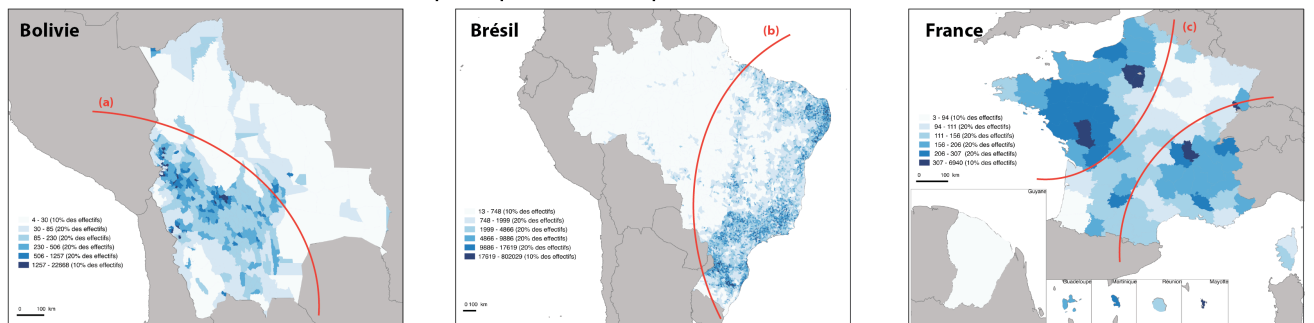 Bolivie
(a)
4 - 30 (10% des effectifs)
30 - 85 (20% des effectifs)
85 - 230 (20% des effectifs)
230 - 506 (20% des effectifs)
506 - 1257 (20% des effectifs)
1257 - 22668 (10% des effectifs)
0 100 km
Brésil
(b)
13 - 748 (10% des effectifs)
748 - 1999 (20% des effectifs)
1999 - 4866 (20% des effectifs)
4866 - 9886 (20% des effectifs)
9886 - 17619 (20% des effectifs)
17619 - 802029 (10% des effectifs)
0 100 km
France
(c)
3 - 94 (10% des effectifs)
94 - 111 (20% des effectifs)
111 - 156 (20% des effectifs)
156 - 206 (20% des effectifs)
206 - 307 (20% des effectifs)
307 - 6940 (10% des effectifs)
0 100 km
Guyane
Guadeloupe
Martinique
Réunion
Mayotte